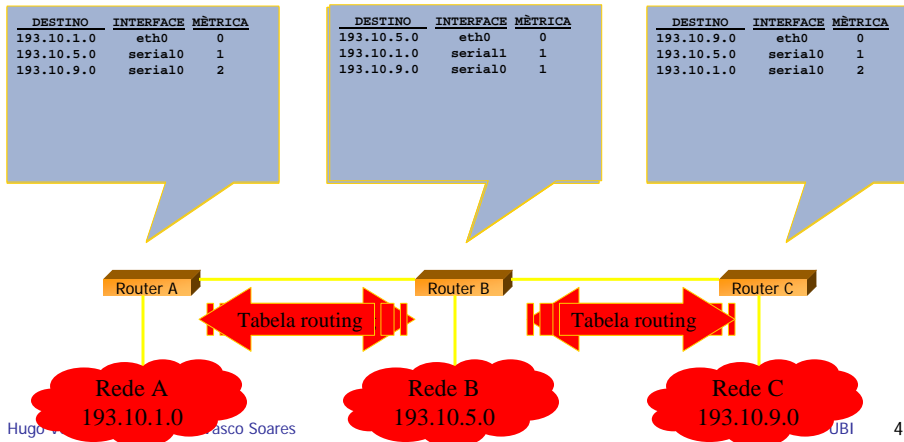 DESTINO INTERFACE MÈTRICA
193.10.1.0 eth0 0
193.10.5.0 serial0 1
193.10.9.0 serial0 2
DESTINO INTERFACE MÈTRICA
193.10.5.0 eth0 0
193.10.1.0 serial1 1
193.10.9.0 serial0 1
DESTINO INTERFACE MÈTRICA
193.10.9.0 eth0 0
193.10.5.0 serial0 1
193.10.1.0 serial0 2
Router A
Router B
Router C
Tabela routing
Tabela routing
Rede A
193.10.1.0
Rede B
193.10.5.0
Rede C
193.10.9.0
Hugo asco Soares
UBI 4